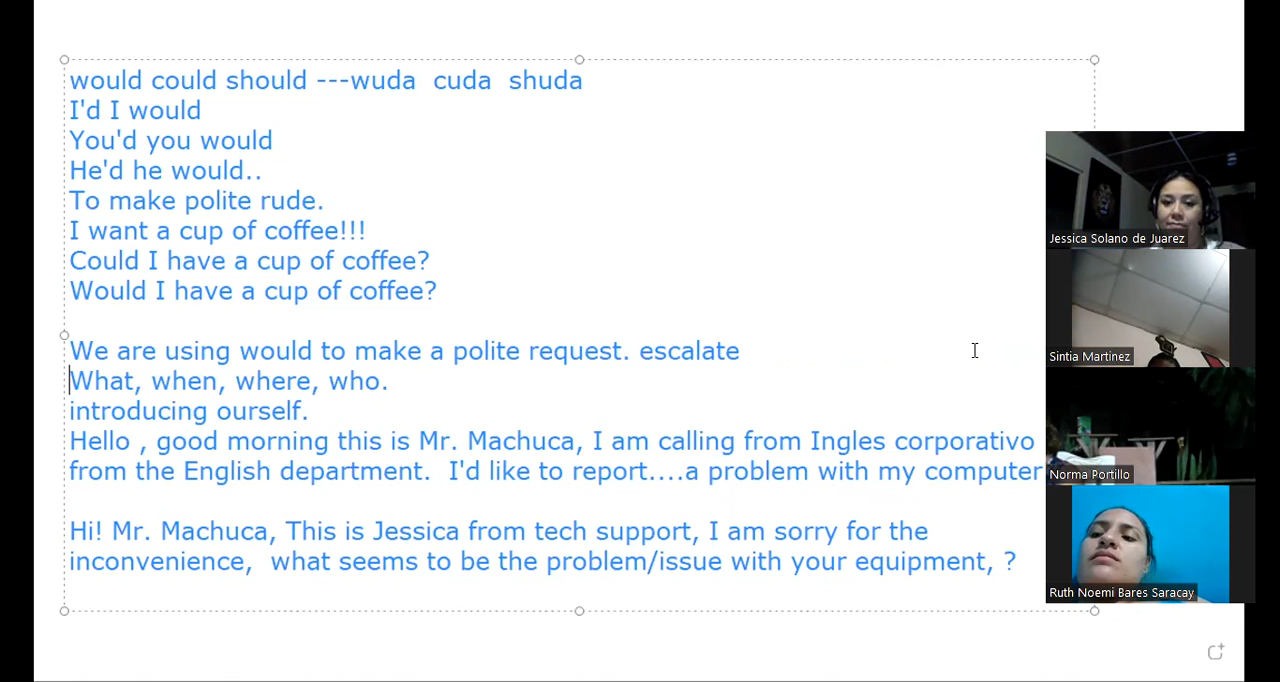 would could should ---wuda  cuda  shuda
I'd I would
You'd you would
He'd he would..
To make polite rude.
I want a cup of coffee!!!
Could I have a cup of coffee?
Would I have a cup of coffee?
We are using would to make a polite request. escalate
What, when, where, who.
introducing ourself.
Hello , good morning this is Mr. Machuca, I am calling from Ingles corporativo
from the English department.  I'd like to report....a problem with my computer
Hi! Mr. Machuca, This is Jessica from tech support, I am sorry for the
inconvenience,  what seems to be the problem/issue with your equipment, ?
Jessica Solano de Juarez
Sintia Martinez
Norma Portillo
Ruth Noemi Bares Saracay